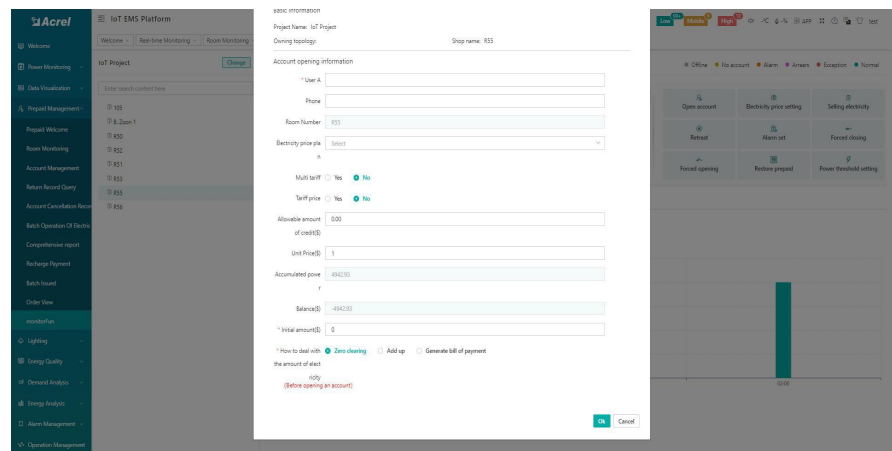 Acrel
IoT EMS Platform
Low 50+ Middle High
APP
test
Welcome
Real-time Monitoring
Room Monitoring
Welcome
Power Monitoring
Data Visualization
Prepaid Management
Prepaid Welcome
Room Monitoring
Account Management
Return Record Query
Account Cancellation Recor
Batch Operation Of Electric
Comprehensive report
Recharge Payment
Batch Issued
Order View
monitorFun
Lighting
Energy Quality
Demand Analysis
Energy Analysis
Alarm Management
Operation Management
IoT Project
Change
Enter search content here
105
B. Zoon 1
R50
R52
R51
R53
R55
R56
Basic Information
Project Name: IoT Project
Owning topology:
Shop name: R55
Account opening information
* User A
Phone
Room Number
R55
Electricity price pla
n
Select
Multi tariff
Yes
No
Tariff price
Yes
No
Allowable amount
of credit($)
0.00
Unit Price($)
1
Accumulated powe
r
4942.93
Balance($)
-4942.93
* Initial amount($)
0
* How to deal with
the amount of elect
ricity
(Before opening an account)
Zero clearing
Add up
Generate bill of payment
Ok
Cancel
Offline
No account
Alarm
Arrears
Exception
Normal
Open account
Electricity price setting
Selling electricity
Retreat
Alarm set
Forced closing
Forced opening
Restore prepaid
Power threshold setting
02:00